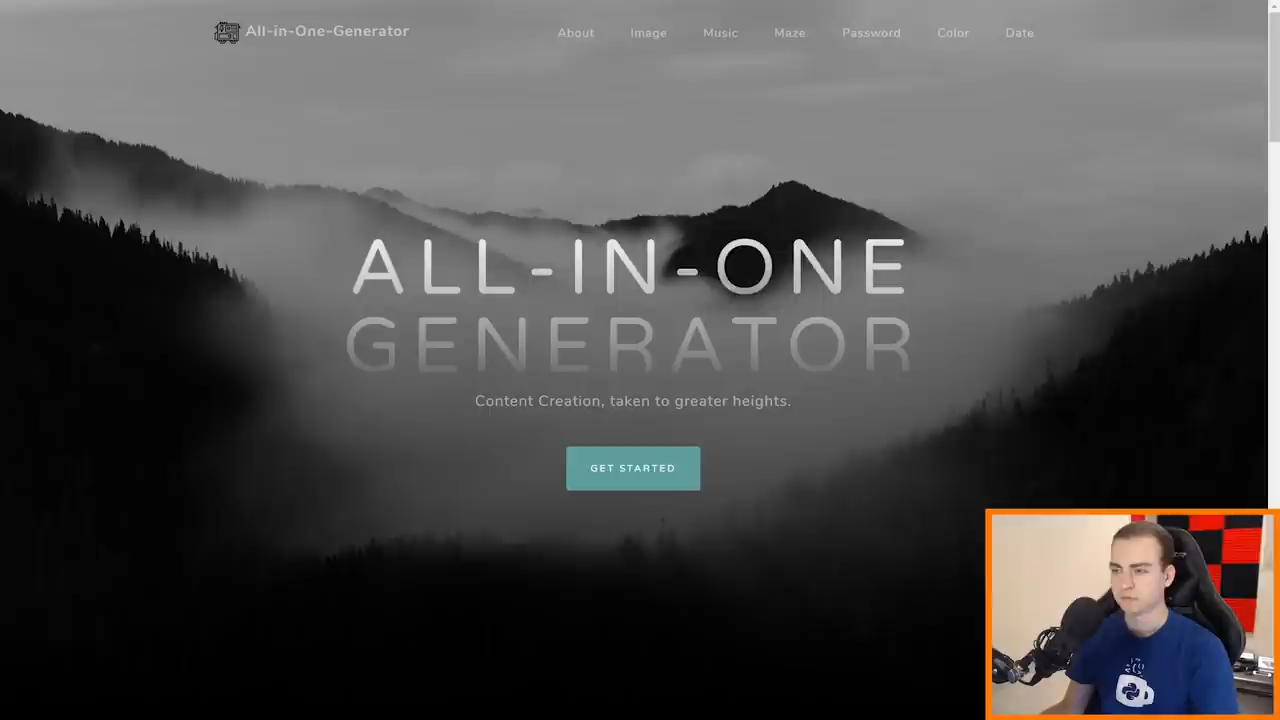 All-in-One-Generator
About Image Music Maze Password Color Date
ALL-IN-ONE
GENERATOR
Content Creation, taken to greater heights.
GET STARTED